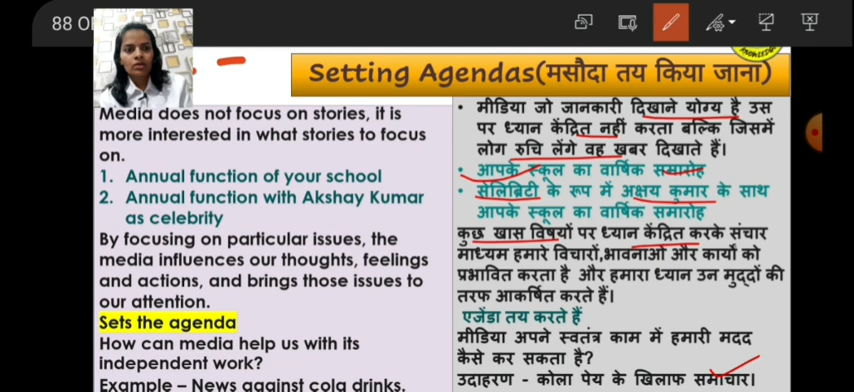 88 O
Setting Agendas(मसौदा तय किया जाना)
Media does not focus on stories, it is
more interested in what stories to focus
on.
1. Annual function of your school
2. Annual function with Akshay Kumar
as celebrity
By focusing on particular issues, the
media influences our thoughts, feelings
and actions, and brings those issues to
our attention.
Sets the agenda
How can media help us with its
independent work?
Example – News against cola drinks.
• मीडिया जो जानकारी दिखाने योग्य है उस
पर ध्यान केंद्रित नहीं करता बल्कि जिसमें
लोग रुचि लेंगे वह खबर दिखाते हैं।
• आपके स्कूल का वार्षिक समारोह
• सेलिब्रिटी के रूप में अक्षय कुमार के साथ
आपके स्कूल का वार्षिक समारोह
कुछ खास विषयों पर ध्यान केंद्रित करके संचार
माध्यम हमारे विचारों,भावनाओं और कार्यों को
प्रभावित करता है और हमारा ध्यान उन मुद्दों की
तरफ आकर्षित करते हैं।
एजेंडा तय करते हैं
मीडिया अपने स्वतंत्र काम में हमारी मदद
कैसे कर सकता है?
उदाहरण - कोला पेय के खिलाफ समाचार।